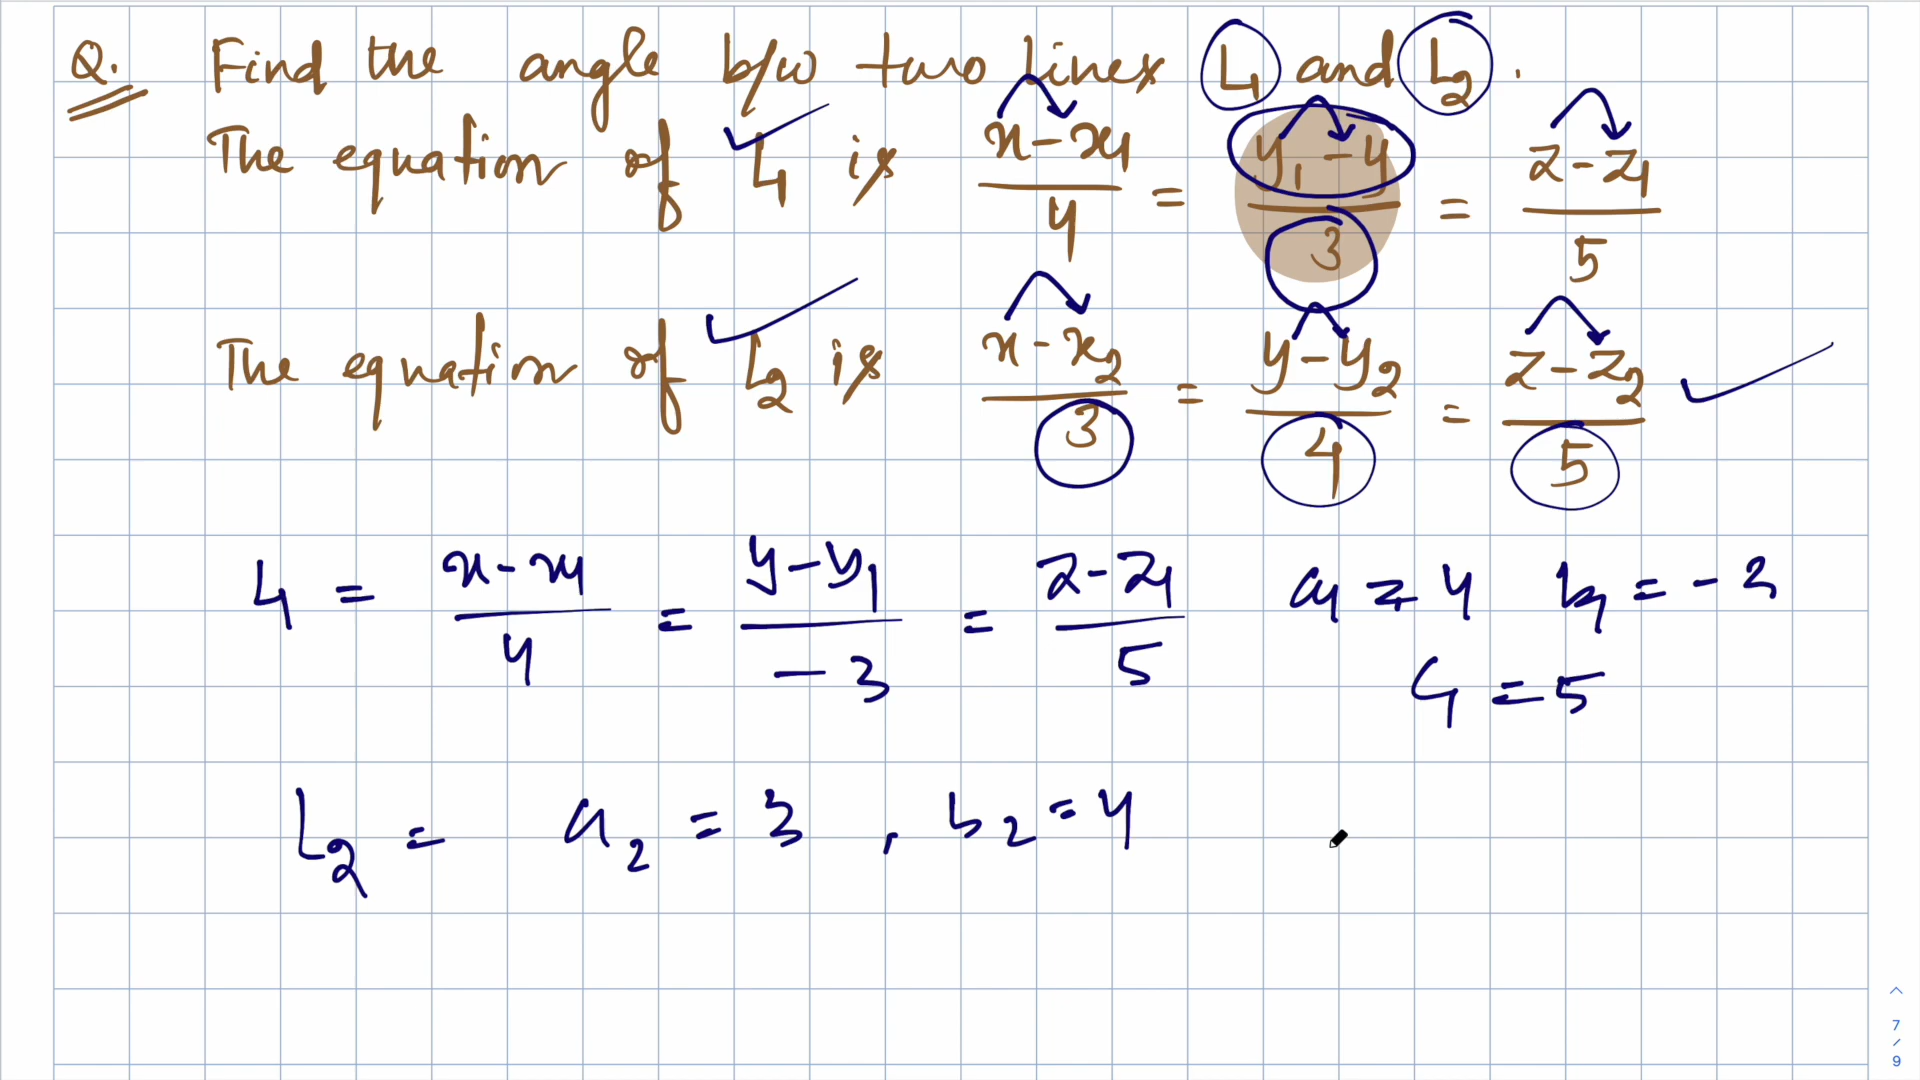 Q. Find the angle b/w two lines L1 and L2.
The equation of L1 is x-x1/4 = y1-y/3 = z-z1/5
The equation of L2 is x-x2/3 = y-y2/4 = z-z2/5
L1 = x-x1/4 = y-y1/-3 = z-z1/5 a1 = 4 b1 = -3
c1 = 5
L2 = a2 = 3, b2 = 4
7/9